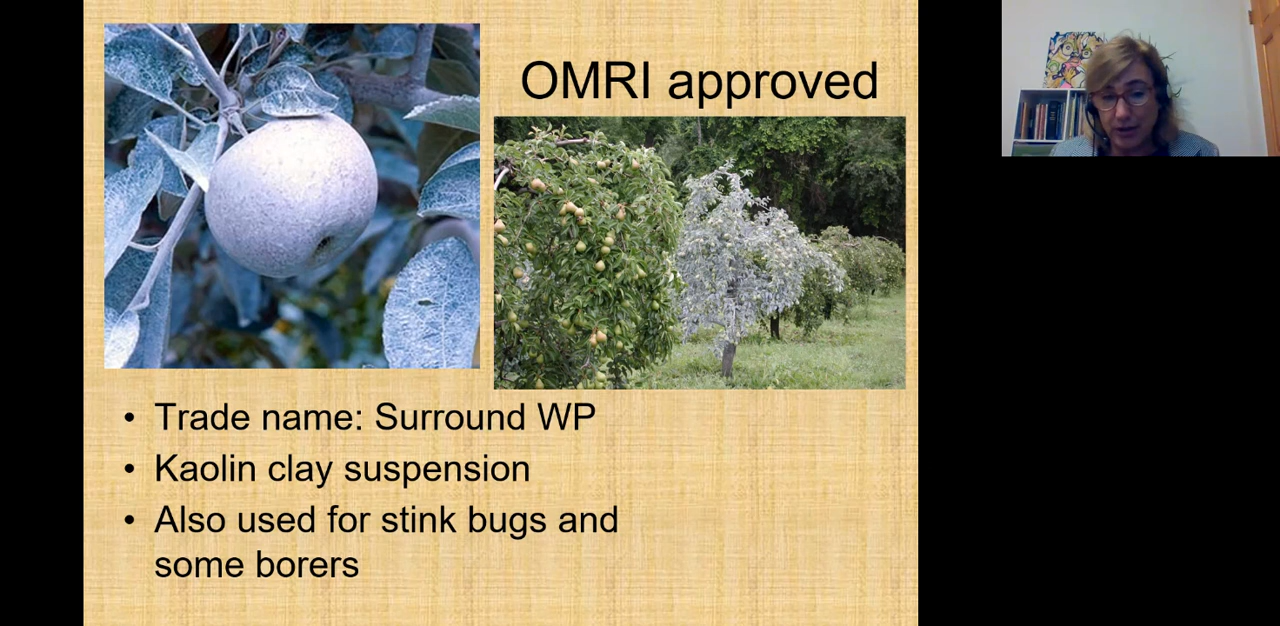 OMRI approved
• Trade name: Surround WP
• Kaolin clay suspension
• Also used for stink bugs and
some borers